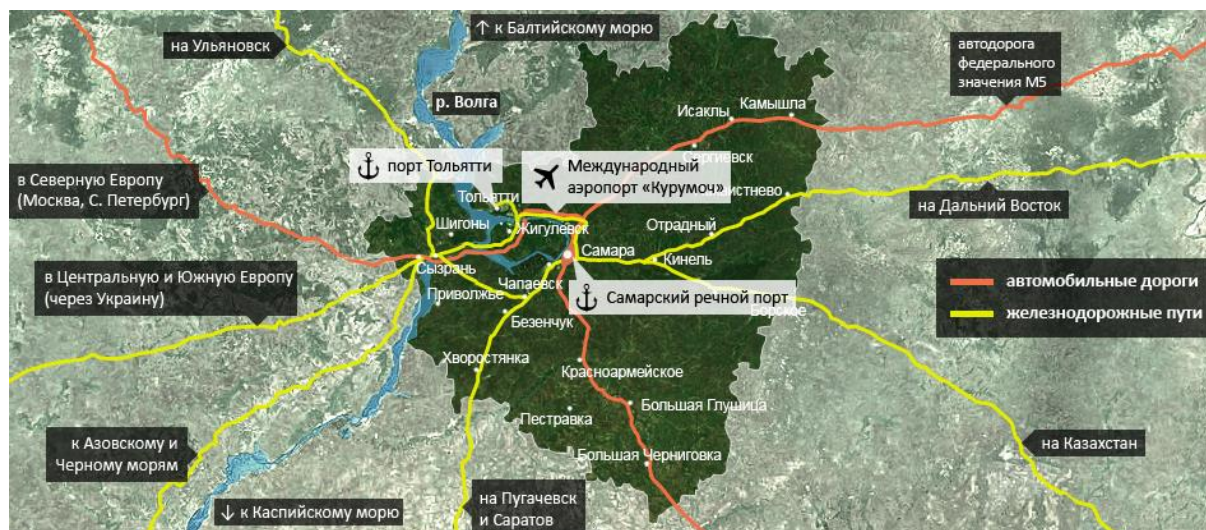 ↑ к Балтийскому морю
на Ульяновск
автодорога
федерального
значения М5
р. Волга
Исаклы
Камышла
порт Тольятти
Международный
аэропорт «Курумоч»
Сергиевск
в Северную Европу
(Москва, С. Петербург)
Тольятти
на Дальний Восток
Шигоны
Жигулевск
Отрадный
Самара
Кинель
Сызрань
в Центральную и Южную Европу
(через Украину)
Чапаевск
Приволжье
Самарский речной порт
Борское
Безенчук
автомобильные дороги
железнодорожные пути
Хворостянка
Красноармейское
Пестравка
Большая Глушица
к Азовскому и
Черному морям
на Казахстан
Большая Черниговка
на Пугачевск
и Саратов
↓ к Каспийскому морю